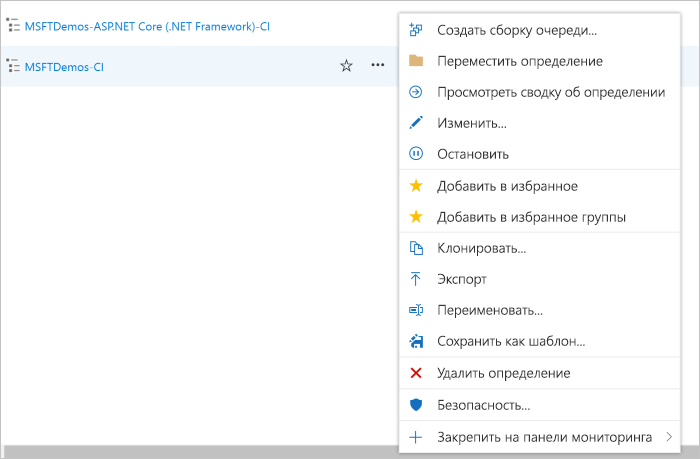 MSFTDemos-ASP.NET Core (.NET Framework)-CI
MSFTDemos-CI
Создать сборку очереди...
Переместить определение
Просмотреть сводку об определении
Изменить...
Остановить
Добавить в избранное
Добавить в избранное группы
Клонировать...
Экспорт
Переименовать...
Сохранить как шаблон...
Удалить определение
Безопасность...
Закрепить на панели мониторинга